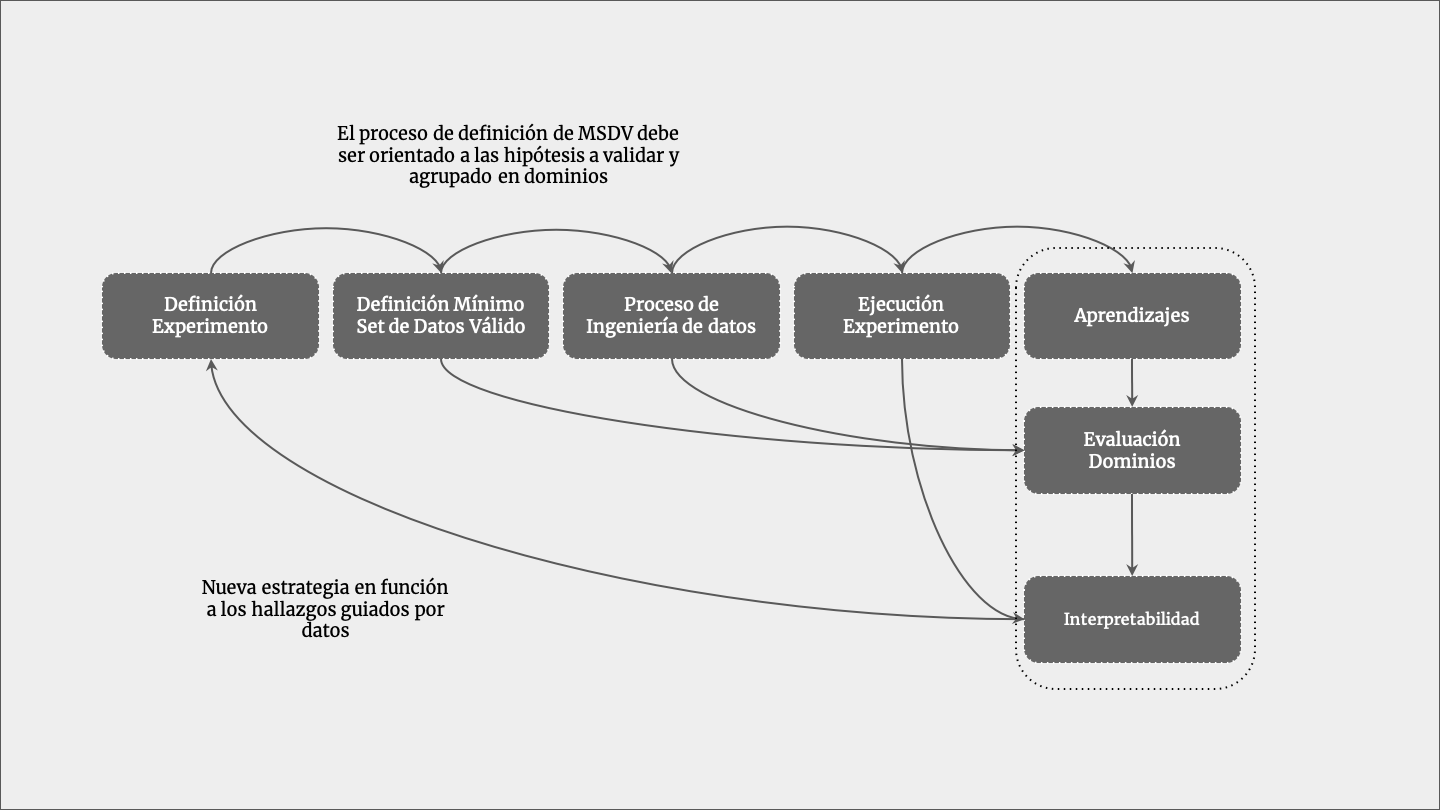 El proceso de definición de MSDV debe
ser orientado a las hipótesis a validar y
agrupado en dominios
Definición
Experimento
Definición Mínimo
Set de Datos Válido
Proceso de
Ingeniería de datos
Ejecución
Experimento
Aprendizajes
Evaluación
Dominios
Nueva estrategia en función
a los hallazgos guiados por
datos
Interpretabilidad